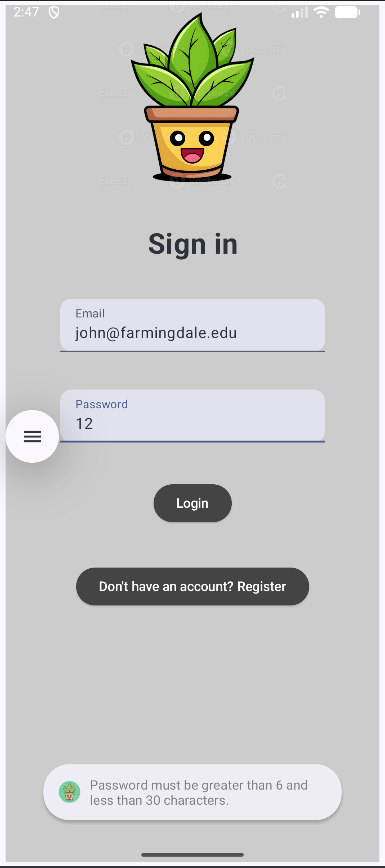 2:47
Sign in
Email
john@farmingdale.edu
Password
12
Login
Don't have an account? Register
Password must be greater than 6 and
less than 30 characters.